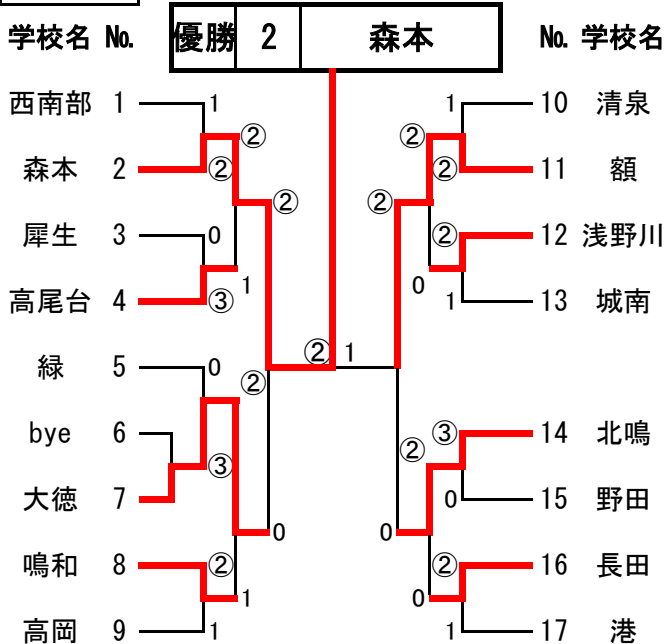 学校名 No. 優勝 2 森本 No. 学校名
西南部 1 1 1 10 清泉
② ②
森本 2 ② ② 11 額
② ②
犀生 3 0 ② 12 浅野川
1 0
高尾台 4 ③ 1 13 城南
② 1
緑 5 0
②
bye 6 ③ 14 北鳴
②
③
大徳 7 0 15 野田
0 0
鳴和 8 ② ② 16 長田
1 0
高岡 9 1 1 17 港